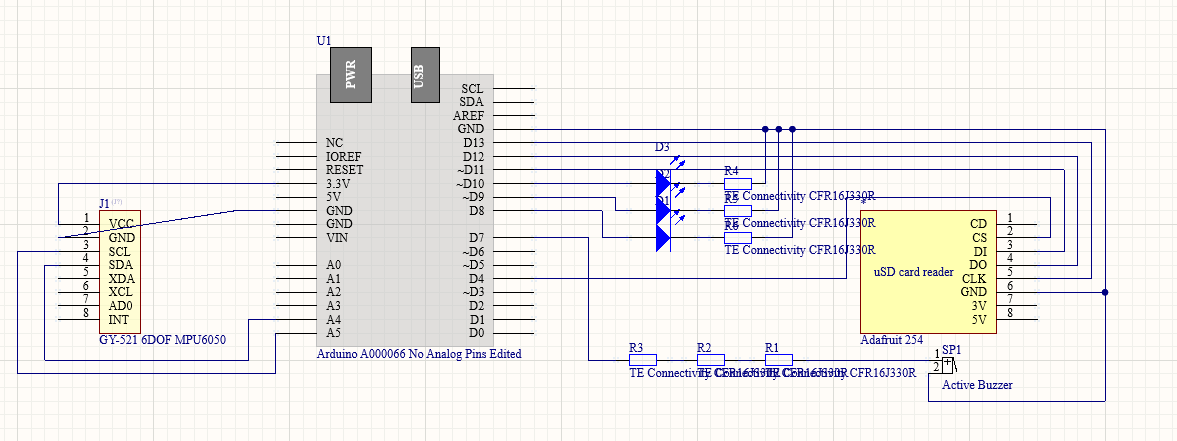 U1
PWR
USB
SCL
SDA
AREF
GND
NC
D13
IOREF
D12
RESET
~D11
3.3V
~D10
5V
~D9
GND
D8
GND
VIN
D7
~D6
A0
~D5
A1
D4
A2
~D3
A3
D2
A4
D1
A5
D0
Arduino A000066 No Analog Pins Edited
J1
1 VCC
2 GND
3 SCL
4 SDA
5 XDA
6 XCL
7 AD0
8 INT
GY-521 6DOF MPU6050
D3
D2
D1
R4
TE Connectivity CFR16J330R
R5
TE Connectivity CFR16J330R
R6
TE Connectivity CFR16J330R
CD 1
CS 2
DI 3
DO 4
CLK 5
GND 6
3V 7
5V 8
uSD card reader
Adafruit 254
R3
R2
R1
TE Connectivity CFR16J330R
TE Connectivity CFR16J330R
TE Connectivity CFR16J330R
SP1
1
2
+
Active Buzzer